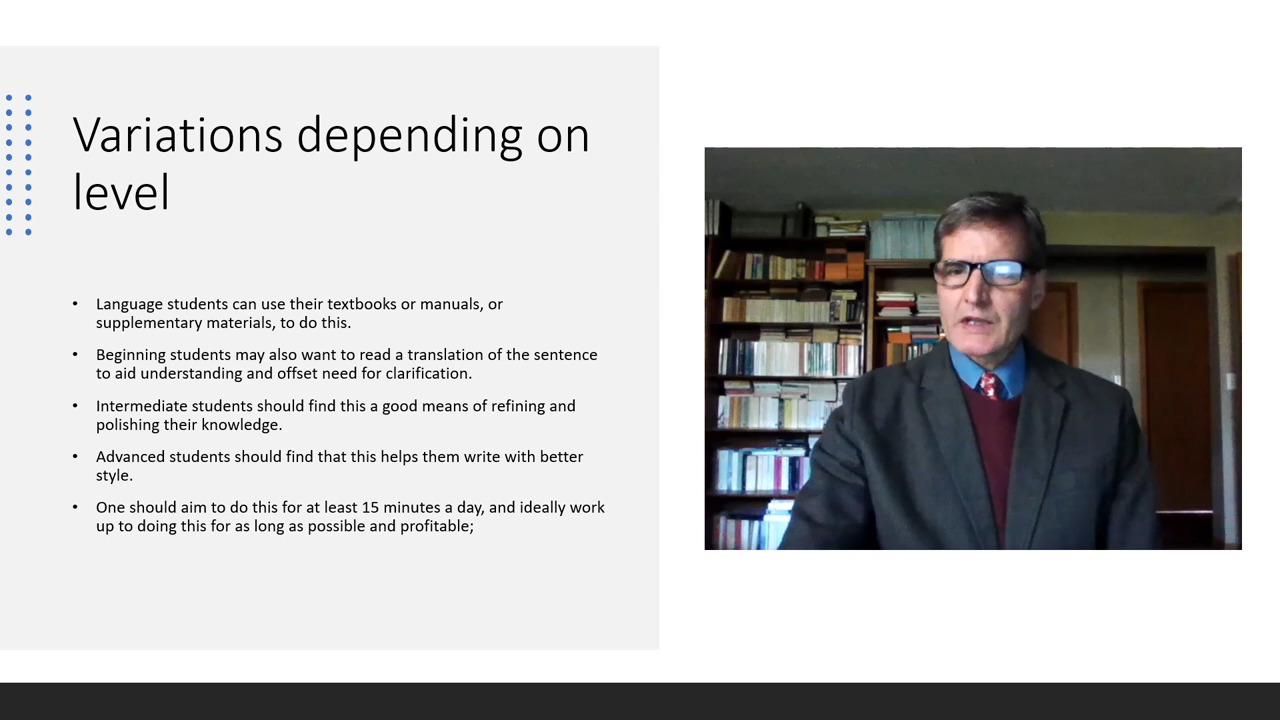 Variations depending on
level
• Language students can use their textbooks or manuals, or
supplementary materials, to do this.
• Beginning students may also want to read a translation of the sentence
to aid understanding and offset need for clarification.
• Intermediate students should find this a good means of refining and
polishing their knowledge.
• Advanced students should find that this helps them write with better
style.
• One should aim to do this for at least 15 minutes a day, and ideally work
up to doing this for as long as possible and profitable;